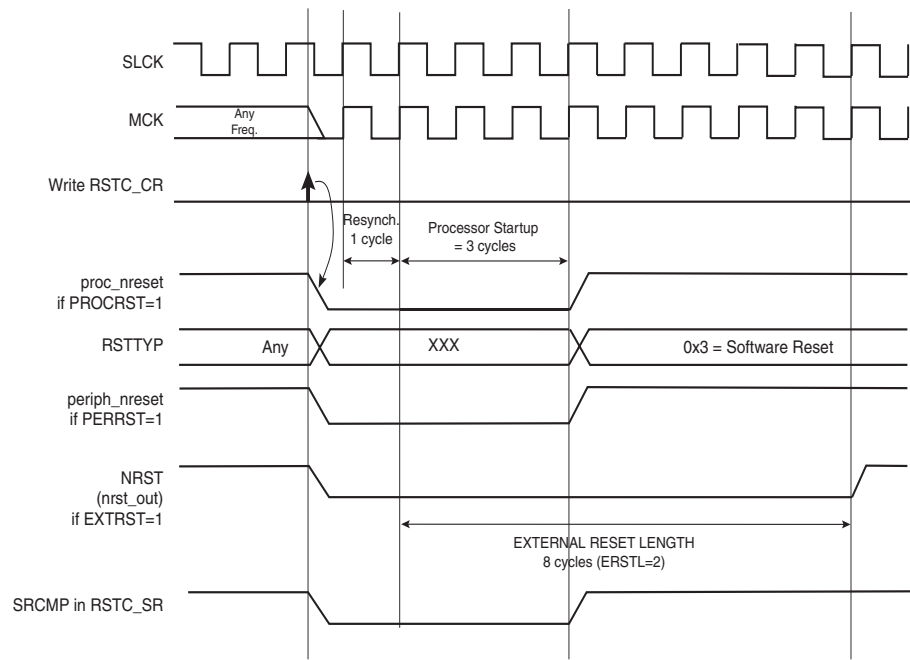 SLCK
MCK
Any
Freq.
Write RSTC_CR
Resynch.
1 cycle
Processor Startup
= 3 cycles
proc_nreset
if PROCRST=1
RSTTYP
Any
XXX
0x3 = Software Reset
periph_nreset
if PERRST=1
NRST
(nrst_out)
if EXTRST=1
EXTERNAL RESET LENGTH
8 cycles (ERSTL=2)
SRCMP in RSTC_SR